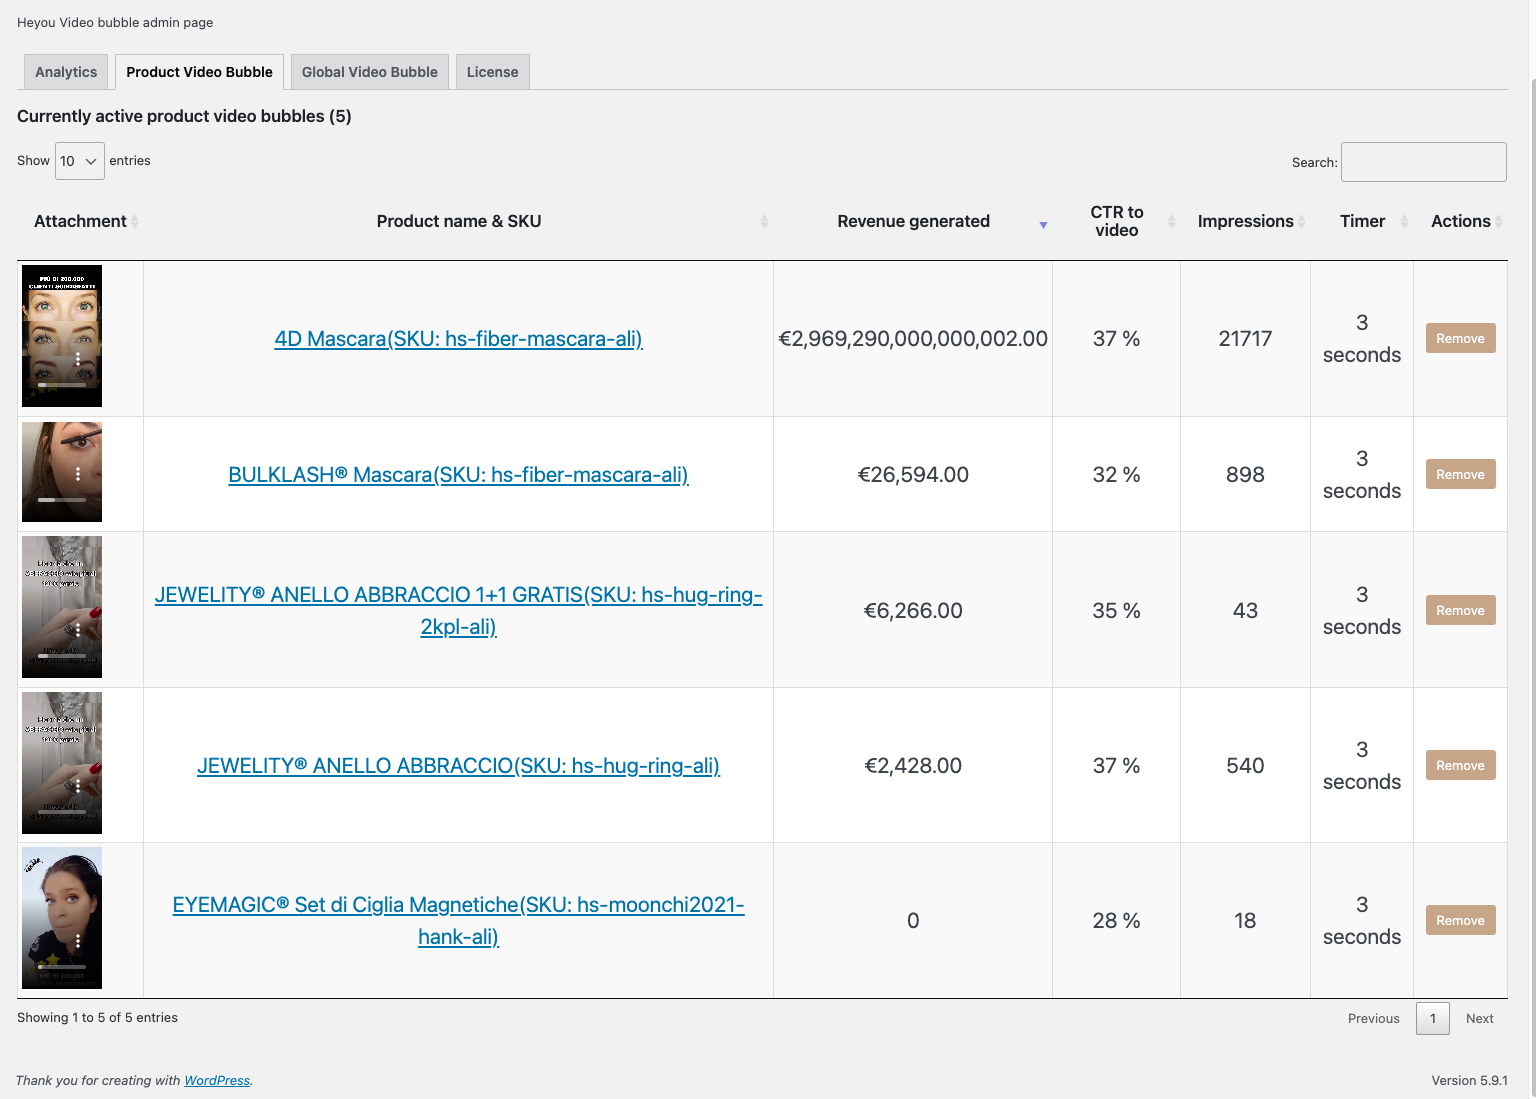 Heyou Video bubble admin page
Analytics
Product Video Bubble
Global Video Bubble
License
Currently active product video bubbles (5)
Show 10 entries
Search:
Attachment
Product name & SKU
Revenue generated
CTR to
video
Impressions
Timer
Actions
PIÙ DI 200.000
4D Mascara(SKU: hs-fiber-mascara-ali)
€2,969,290,000,000,002.00
37 %
21717
3
seconds
Remove
BULKLASH® Mascara(SKU: hs-fiber-mascara-ali)
€26,594.00
32 %
898
3
seconds
Remove
JEWELITY® ANELLO ABBRACCIO 1+1 GRATIS(SKU: hs-hug-ring-
2kpl-ali)
€6,266.00
35 %
43
3
seconds
Remove
JEWELITY® ANELLO ABBRACCIO(SKU: hs-hug-ring-ali)
€2,428.00
37 %
540
3
seconds
Remove
EYEMAGIC® Set di Ciglia Magnetiche(SKU: hs-moonchi2021-
hank-ali)
0
28 %
18
3
seconds
Remove
Showing 1 to 5 of 5 entries
Previous
1
Next
Thank you for creating with WordPress.
Version 5.9.1